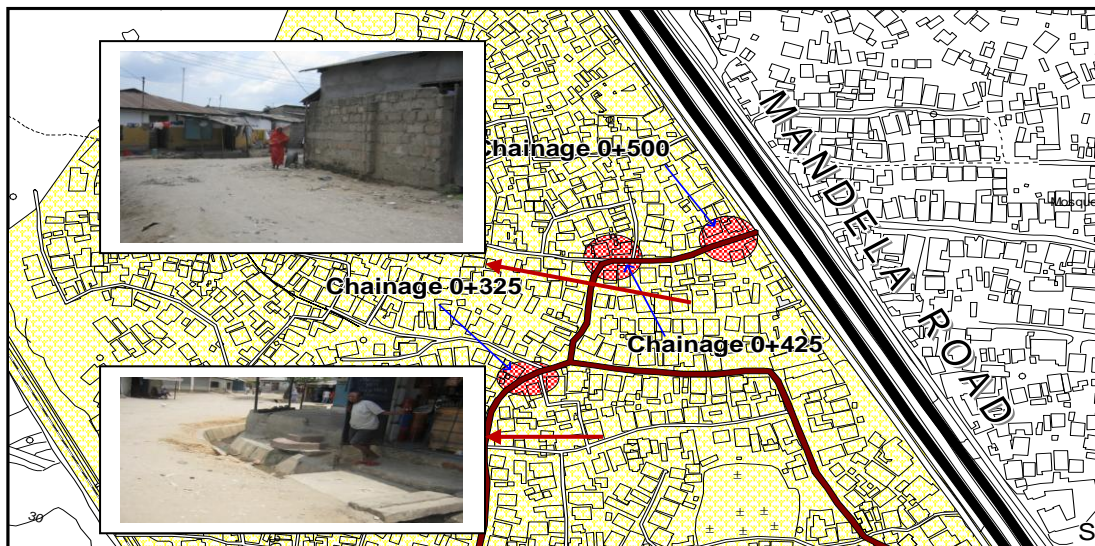 Chainage 0+500
MANDELA ROAD
Mosque
Chainage 0+325
Chainage 0+425
30
S